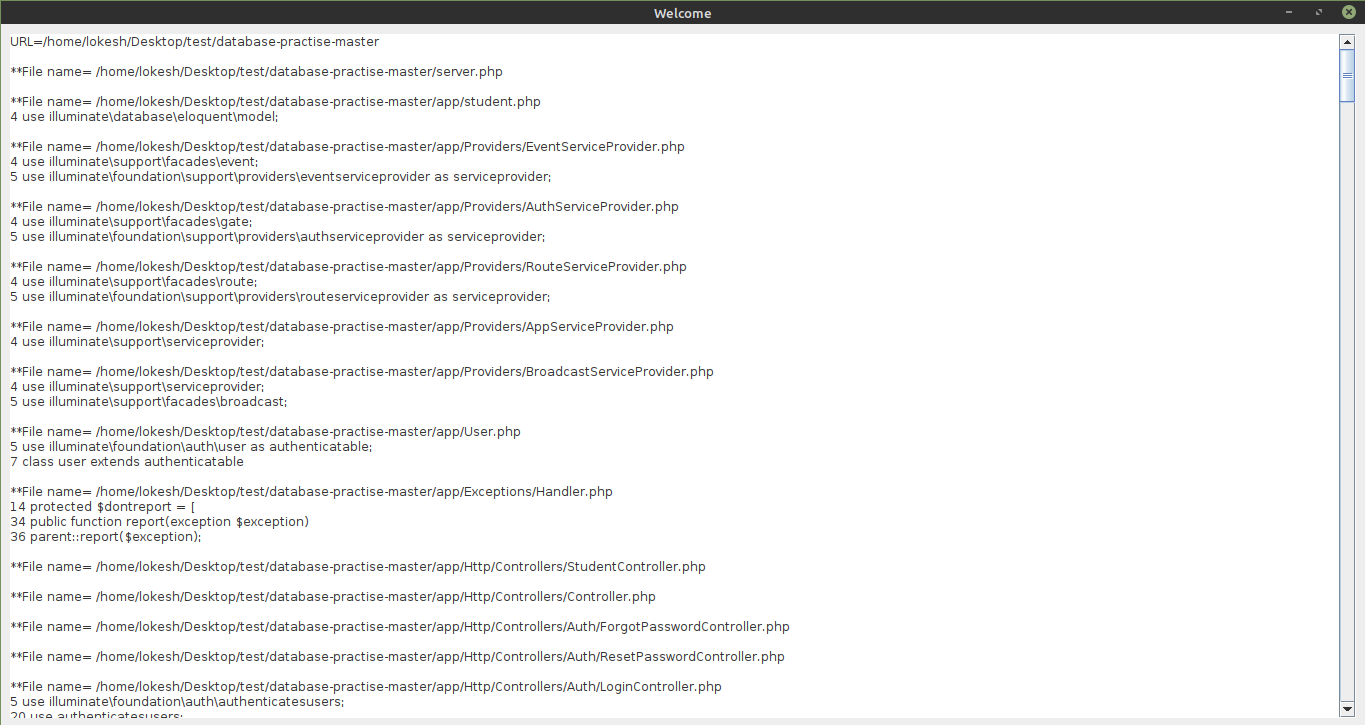 Welcome
URL=/home/lokesh/Desktop/test/database-practise-master
**File name= /home/lokesh/Desktop/test/database-practise-master/server.php
**File name= /home/lokesh/Desktop/test/database-practise-master/app/student.php
4 use illuminate\database\eloquent\model;
**File name= /home/lokesh/Desktop/test/database-practise-master/app/Providers/EventServiceProvider.php
4 use illuminate\support\facades\event;
5 use illuminate\foundation\support\providers\eventserviceprovider as serviceprovider;
**File name= /home/lokesh/Desktop/test/database-practise-master/app/Providers/AuthServiceProvider.php
4 use illuminate\support\facades\gate;
5 use illuminate\foundation\support\providers\authserviceprovider as serviceprovider;
**File name= /home/lokesh/Desktop/test/database-practise-master/app/Providers/RouteServiceProvider.php
4 use illuminate\support\facades\route;
5 use illuminate\foundation\support\providers\routeserviceprovider as serviceprovider;
**File name= /home/lokesh/Desktop/test/database-practise-master/app/Providers/AppServiceProvider.php
4 use illuminate\support\serviceprovider;
**File name= /home/lokesh/Desktop/test/database-practise-master/app/Providers/BroadcastServiceProvider.php
4 use illuminate\support\serviceprovider;
5 use illuminate\support\facades\broadcast;
**File name= /home/lokesh/Desktop/test/database-practise-master/app/User.php
5 use illuminate\foundation\auth\user as authenticatable;
7 class user extends authenticatable
**File name= /home/lokesh/Desktop/test/database-practise-master/app/Exceptions/Handler.php
14 protected $dontreport = [
34 public function report(exception $exception)
36 parent::report($exception);
**File name= /home/lokesh/Desktop/test/database-practise-master/app/Http/Controllers/StudentController.php
**File name= /home/lokesh/Desktop/test/database-practise-master/app/Http/Controllers/Controller.php
**File name= /home/lokesh/Desktop/test/database-practise-master/app/Http/Controllers/Auth/ForgotPasswordController.php
**File name= /home/lokesh/Desktop/test/database-practise-master/app/Http/Controllers/Auth/ResetPasswordController.php
**File name= /home/lokesh/Desktop/test/database-practise-master/app/Http/Controllers/Auth/LoginController.php
5 use illuminate\foundation\auth\authenticatesusers;
20 use authenticatesusers;